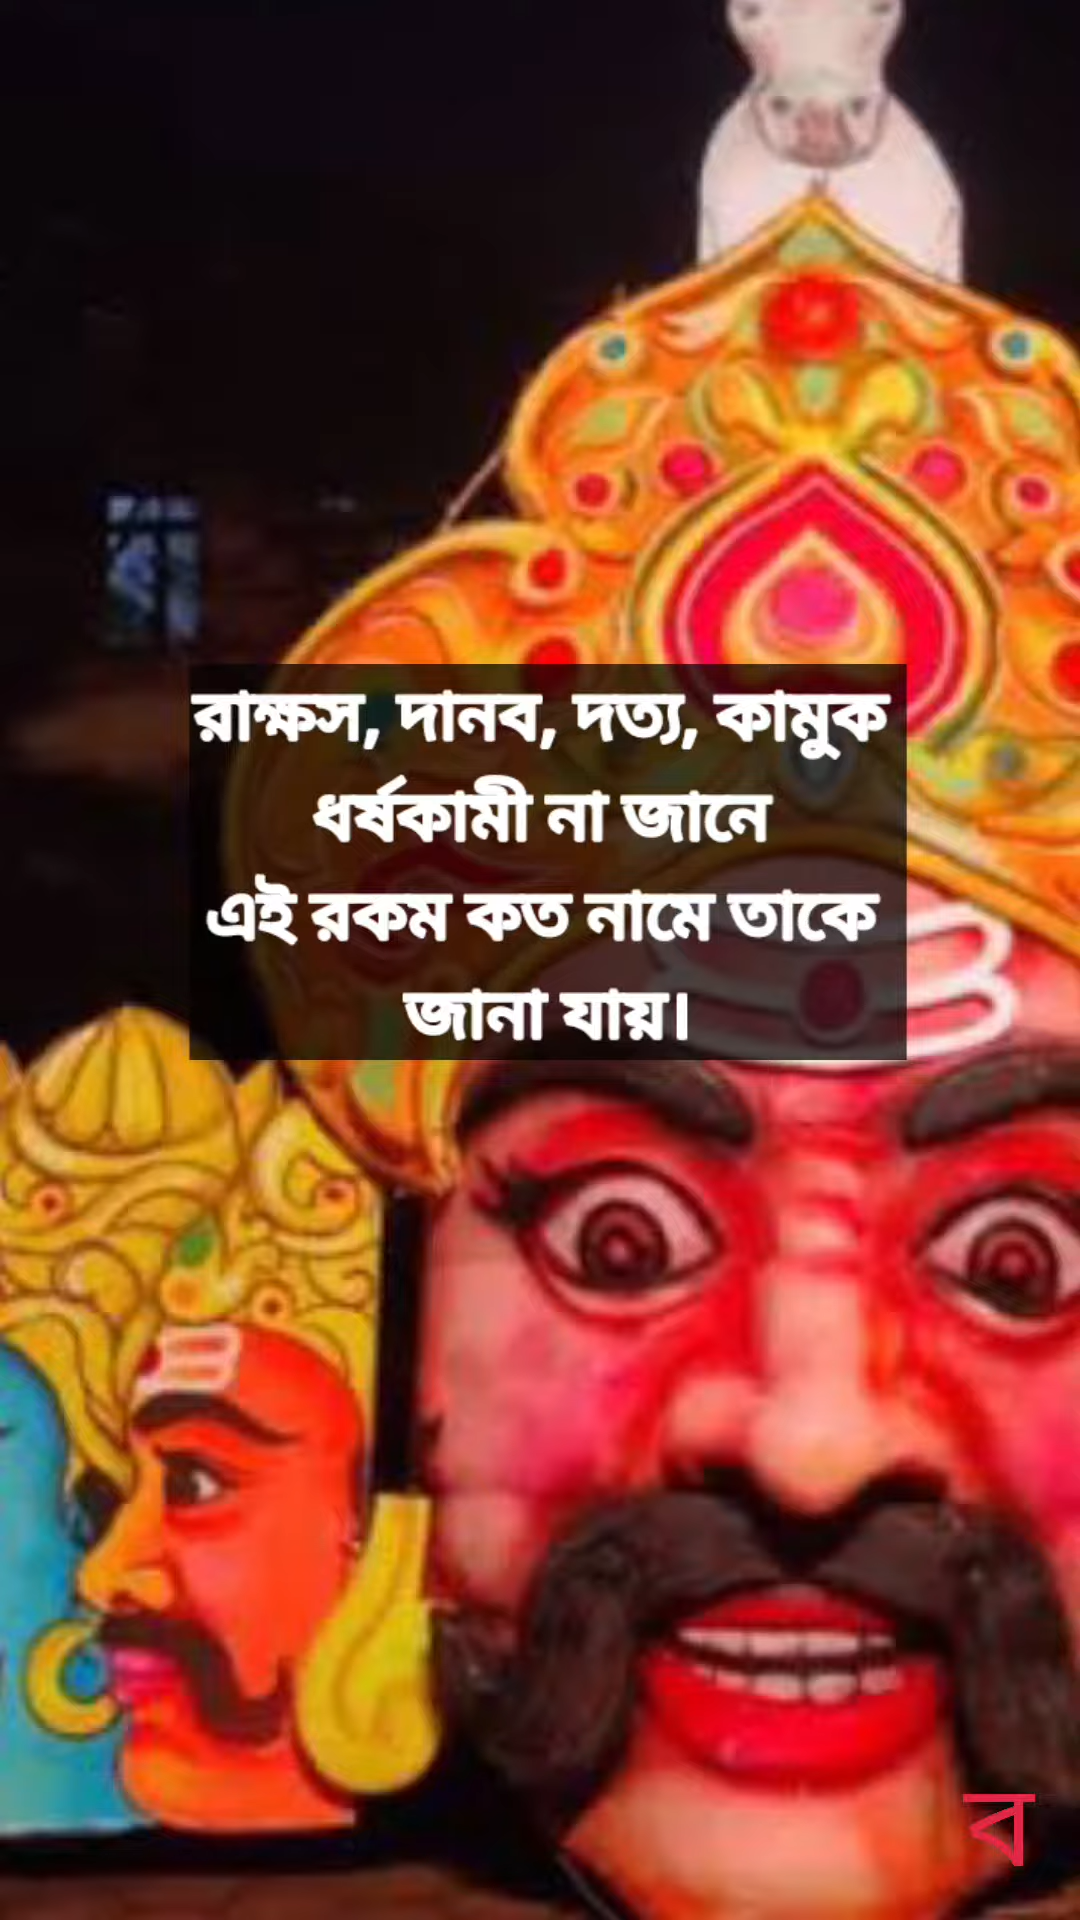 রাক্ষস, দানব, দত্য, কামুক
ধর্ষকামী না জানে
এই রকম কত নামে তাকে
জানা যায়।
ব